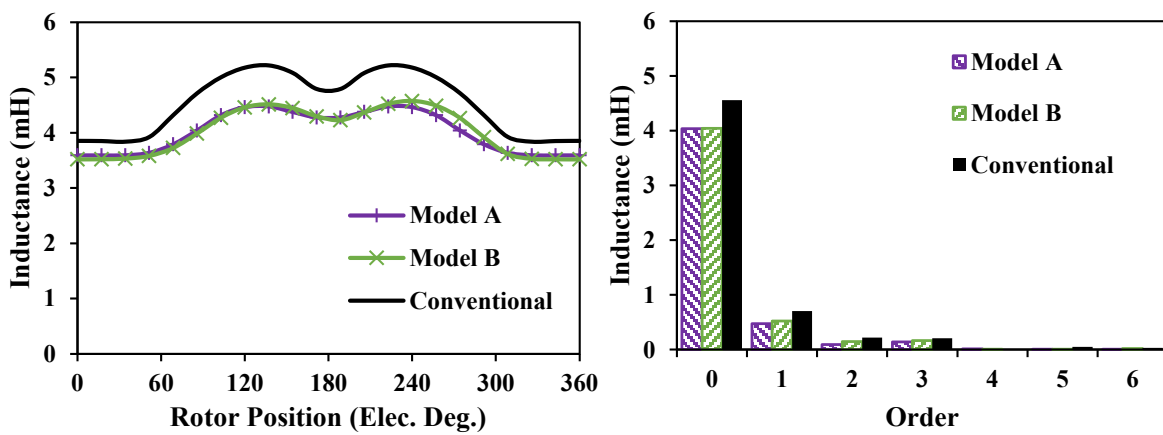 6
5
4
3
2
1
0
Inductance (mH)
Model A
Model B
Conventional
0 60 120 180 240 300 360
Rotor Position (Elec. Deg.)
6
5
4
3
2
1
0
Inductance (mH)
Model A
Model B
Conventional
0 1 2 3 4 5 6
Order